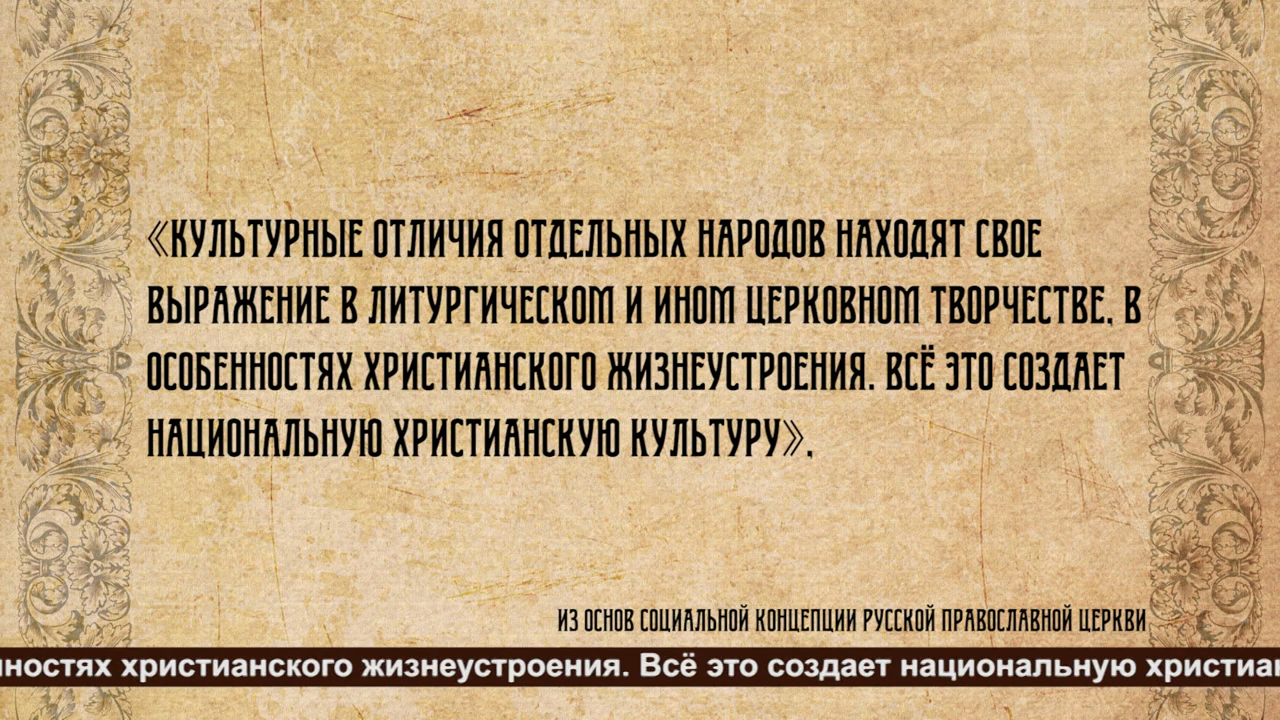 «КУЛЬТУРНЫЕ ОТЛИЧИЯ ОТДЕЛЬНЫХ НАРОДОВ НАХОДЯТ СВОЕ
ВЫРАЖЕНИЕ В ЛИТУРГИЧЕСКОМ И ИНОМ ЦЕРКОВНОМ ТВОРЧЕСТВЕ, В
ОСОБЕННОСТЯХ ХРИСТИАНСКОГО ЖИЗНЕУСТРОЕНИЯ. ВСЁ ЭТО СОЗДАЕТ
НАЦИОНАЛЬНУЮ ХРИСТИАНСКУЮ КУЛЬТУРУ».
ИЗ ОСНОВ СОЦИАЛЬНОЙ КОНЦЕПЦИИ РУССКОЙ ПРАВОСЛАВНОЙ ЦЕРКВИ
ностях христианского жизнеустроения. Всё это создает национальную христиан